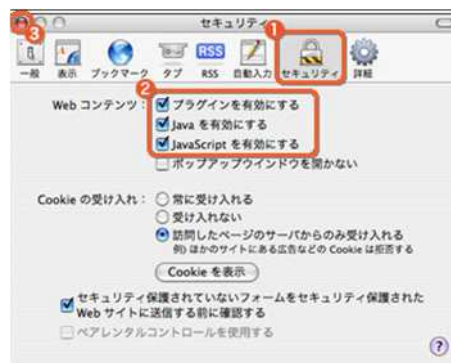 セキュリティ
1
3
一般 表示 ブックマーク タブ RSS 自動入力 セキュリティ 詳細
RSS
2
Web コンテンツ： プラグインを有効にする
Java を有効にする
JavaScript を有効にする
ポップアップウインドウを開かない
Cookie の受け入れ： 常に受け入れる
受け入れない
訪問したページのサーバからのみ受け入れる
例) ほかのサイトにある広告などの Cookie は拒否する
Cookie を表示
セキュリティ保護されていないフォームをセキュリティ保護された
Web サイトに送信する前に確認する
ペアレンタルコントロールを使用する
?